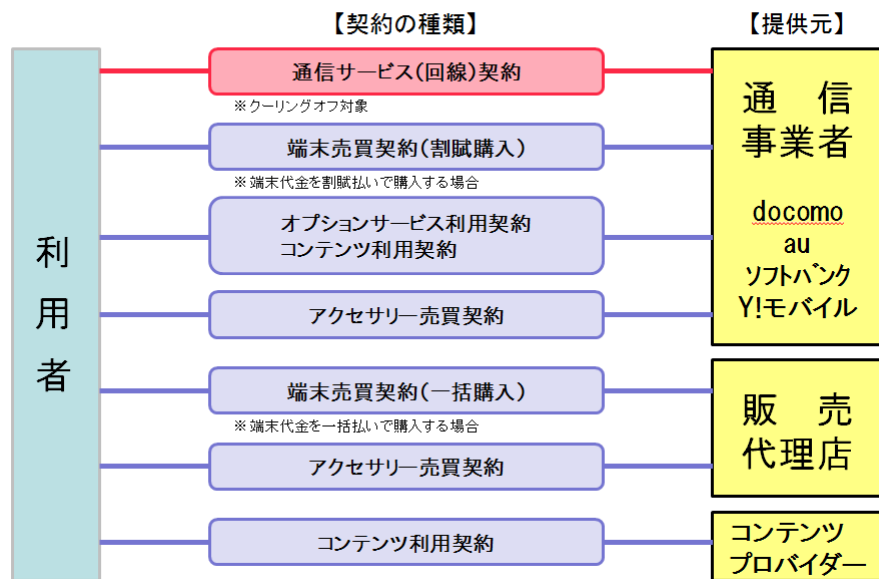 【契約の種類】
【提供元】
利用者
通信サービス(回線)契約
※クーリングオフ対象
端末売買契約(割賦購入)
※端末代金を割賦払いで購入する場合
オプションサービス利用契約
コンテンツ利用契約
アクセサリー売買契約
端末売買契約(一括購入)
※端末代金を一括払いで購入する場合
アクセサリー売買契約
コンテンツ利用契約
通　信
事業者
docomo
au
ソフトバンク
Y!モバイル
販　売
代理店
コンテンツ
プロバイダー